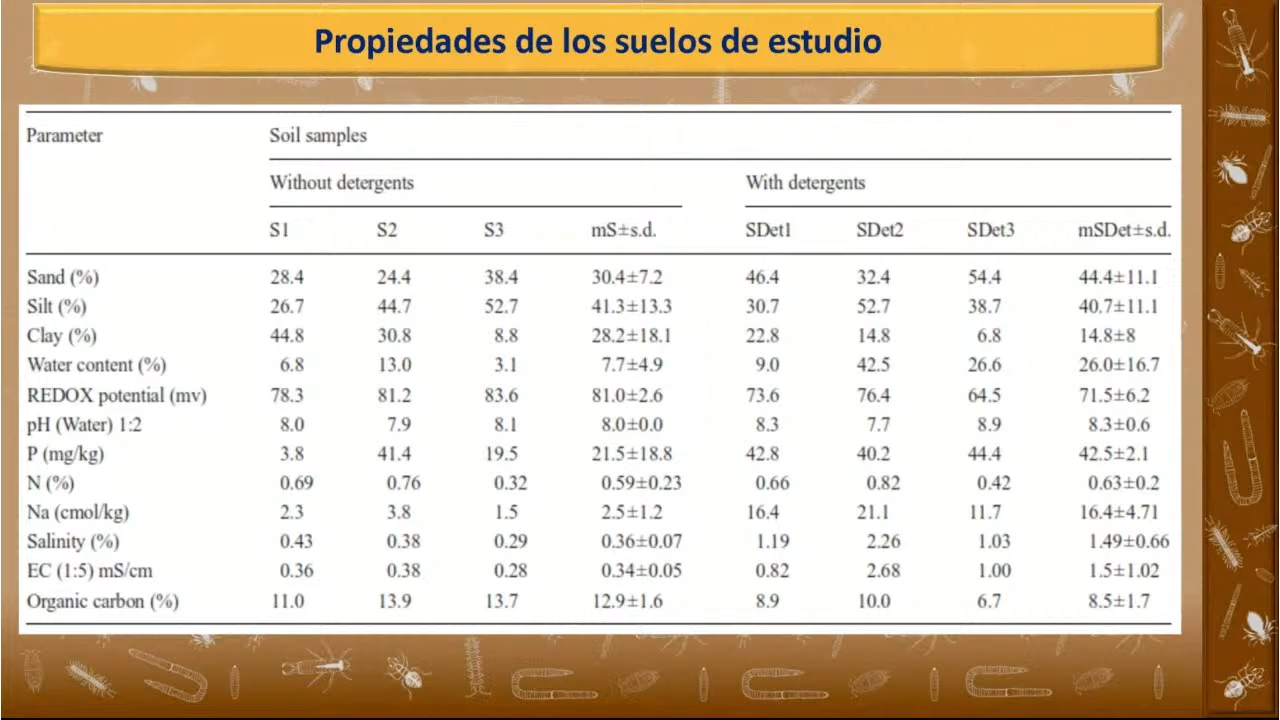 Propiedades de los suelos de estudio
Parameter Soil samples
Without detergents With detergents
S1 S2 S3 mS±s.d. SDet1 SDet2 SDet3 mSDet±s.d.
Sand (%) 28.4 24.4 38.4 30.4±7.2 46.4 32.4 54.4 44.4±11.1
Silt (%) 26.7 44.7 52.7 41.3±13.3 30.7 52.7 38.7 40.7±11.1
Clay (%) 44.8 30.8 8.8 28.2±18.1 22.8 14.8 6.8 14.8±8
Water content (%) 6.8 13.0 3.1 7.7±4.9 9.0 42.5 26.6 26.0±16.7
REDOX potential (mv) 78.3 81.2 83.6 81.0±2.6 73.6 76.4 64.5 71.5±6.2
pH (Water) 1:2 8.0 7.9 8.1 8.0±0.0 8.3 7.7 8.9 8.3±0.6
P (mg/kg) 3.8 41.4 19.5 21.5±18.8 42.8 40.2 44.4 42.5±2.1
N (%) 0.69 0.76 0.32 0.59±0.23 0.66 0.82 0.42 0.63±0.2
Na (cmol/kg) 2.3 3.8 1.5 2.5±1.2 16.4 21.1 11.7 16.4±4.71
Salinity (%) 0.43 0.38 0.29 0.36±0.07 1.19 2.26 1.03 1.49±0.66
EC (1:5) mS/cm 0.36 0.38 0.28 0.34±0.05 0.82 2.68 1.00 1.5±1.02
Organic carbon (%) 11.0 13.9 13.7 12.9±1.6 8.9 10.0 6.7 8.5±1.7